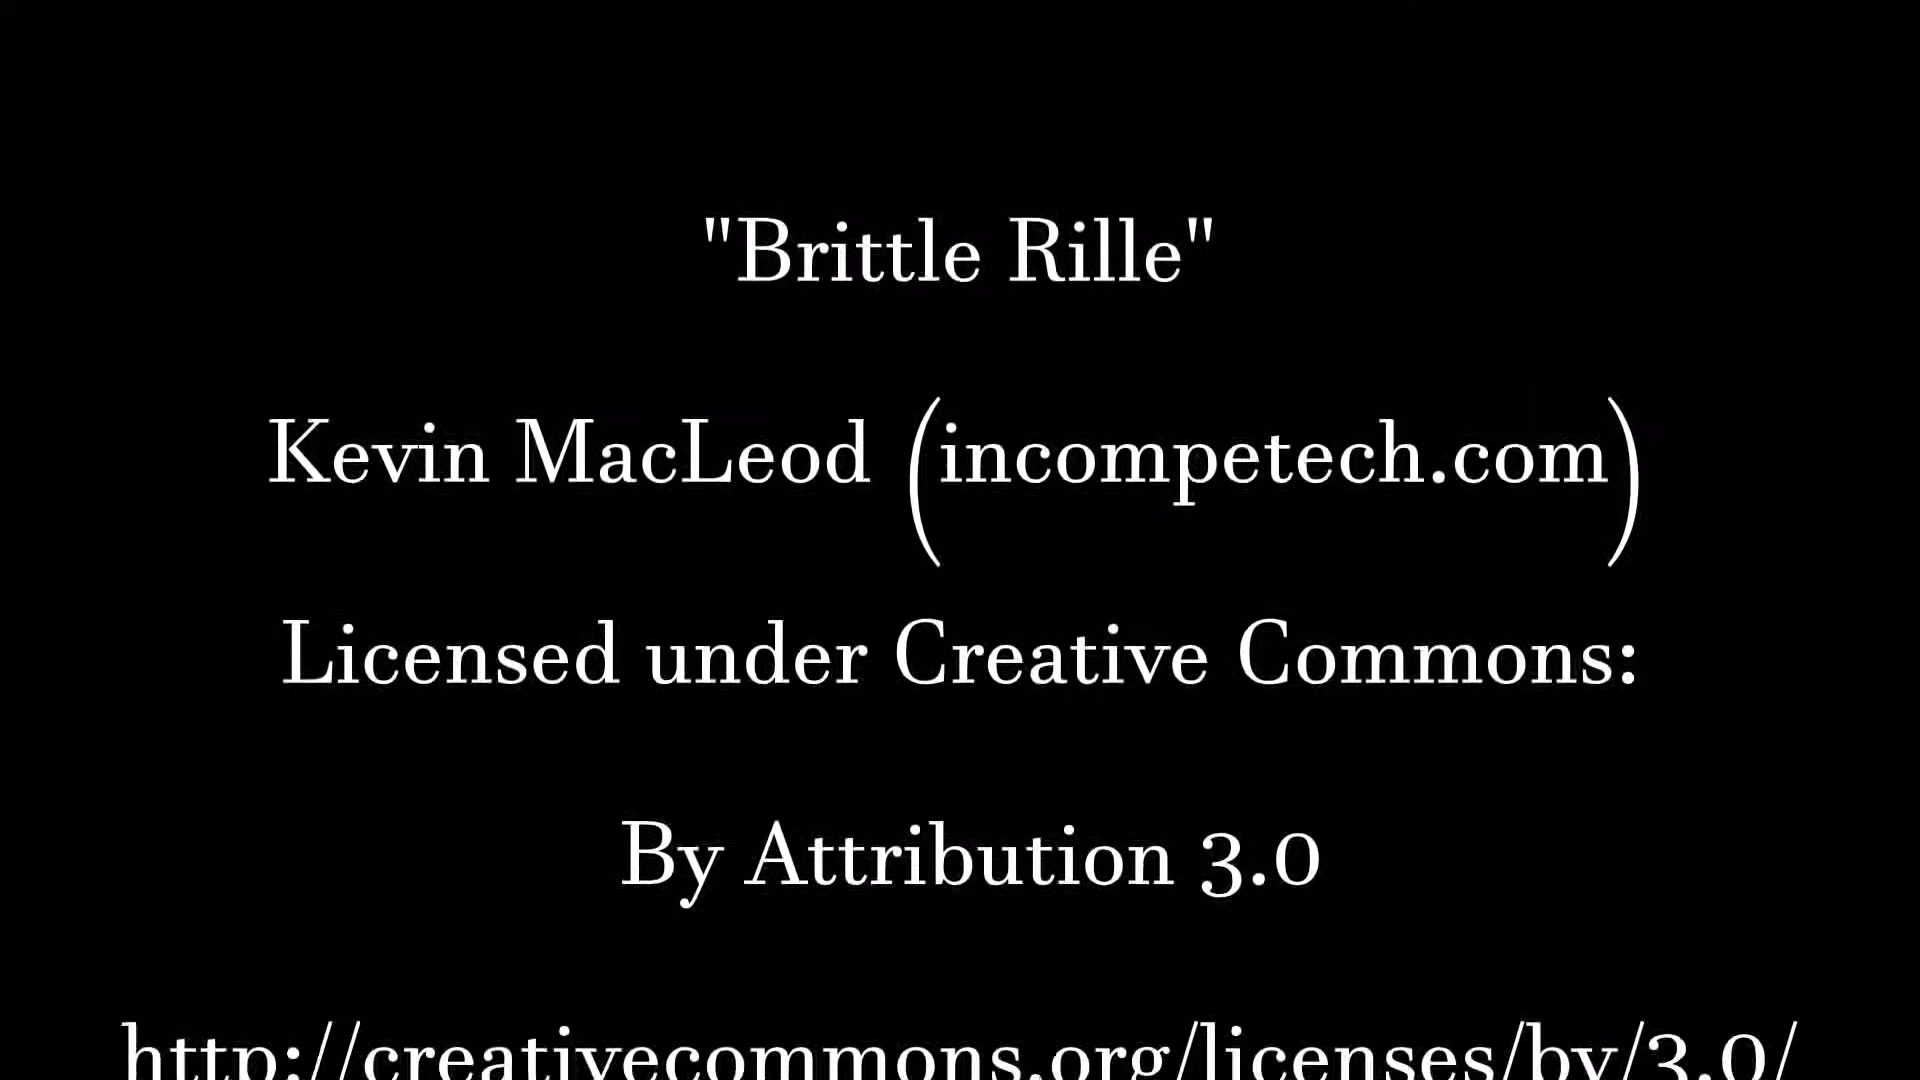 "Brittle Rille"
Kevin MacLeod (incompetech.com)
Licensed under Creative Commons:
By Attribution 3.0
http://creativecommons.org/licenses/by/3.0/